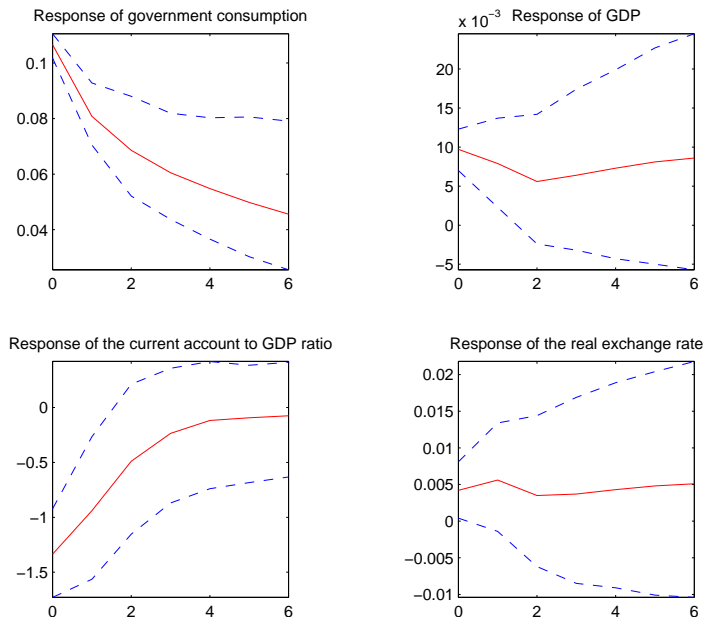 Response of government consumption
0.1
0.08
0.06
0.04
0 2 4 6
Response of GDP
x 10⁻³
20
15
10
5
0
−5
0 2 4 6
Response of the current account to GDP ratio
0
−0.5
−1
−1.5
0 2 4 6
Response of the real exchange rate
0.02
0.015
0.01
0.005
0
−0.005
−0.01
0 2 4 6